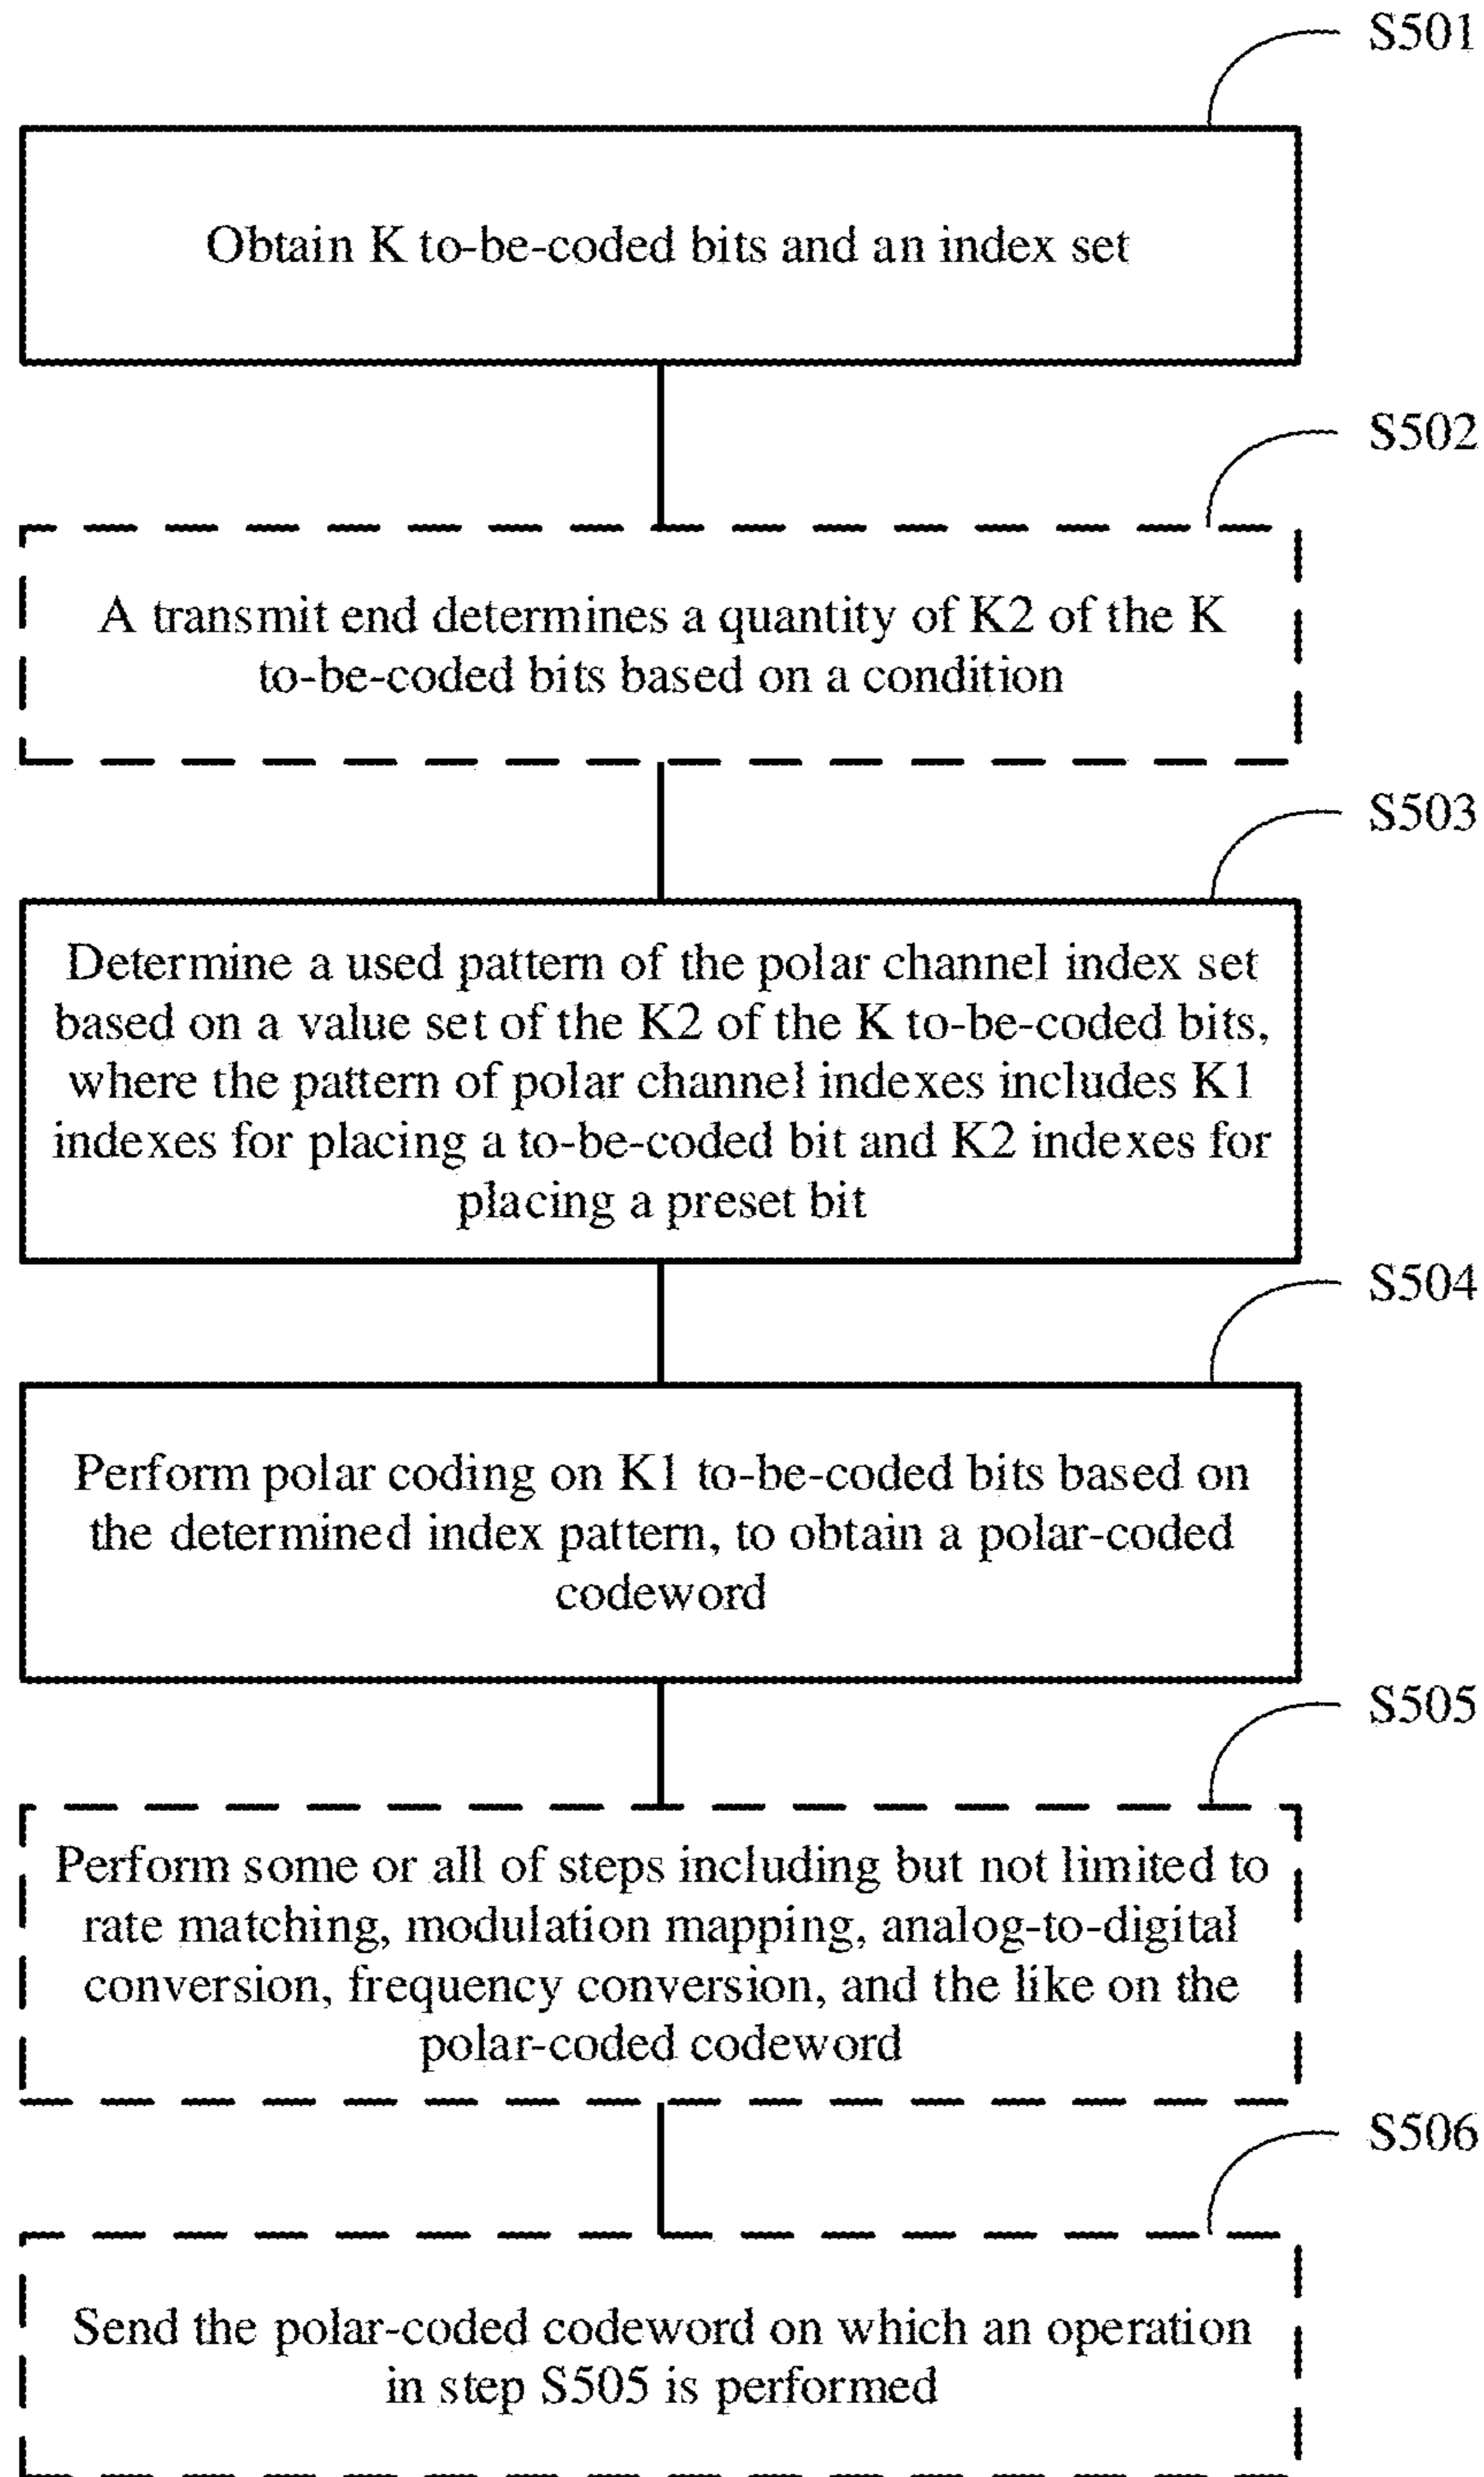 S501
Obtain K to-be-coded bits and an index set
S502
A transmit end determines a quantity of K2 of the K
to-be-coded bits based on a condition
S503
Determine a used pattern of the polar channel index set
based on a value set of the K2 of the K to-be-coded bits,
where the pattern of polar channel indexes includes K1
indexes for placing a to-be-coded bit and K2 indexes for
placing a preset bit
S504
Perform polar coding on K1 to-be-coded bits based on
the determined index pattern, to obtain a polar-coded
codeword
S505
Perform some or all of steps including but not limited to
rate matching, modulation mapping, analog-to-digital
conversion, frequency conversion, and the like on the
polar-coded codeword
S506
Send the polar-coded codeword on which an operation
in step S505 is performed